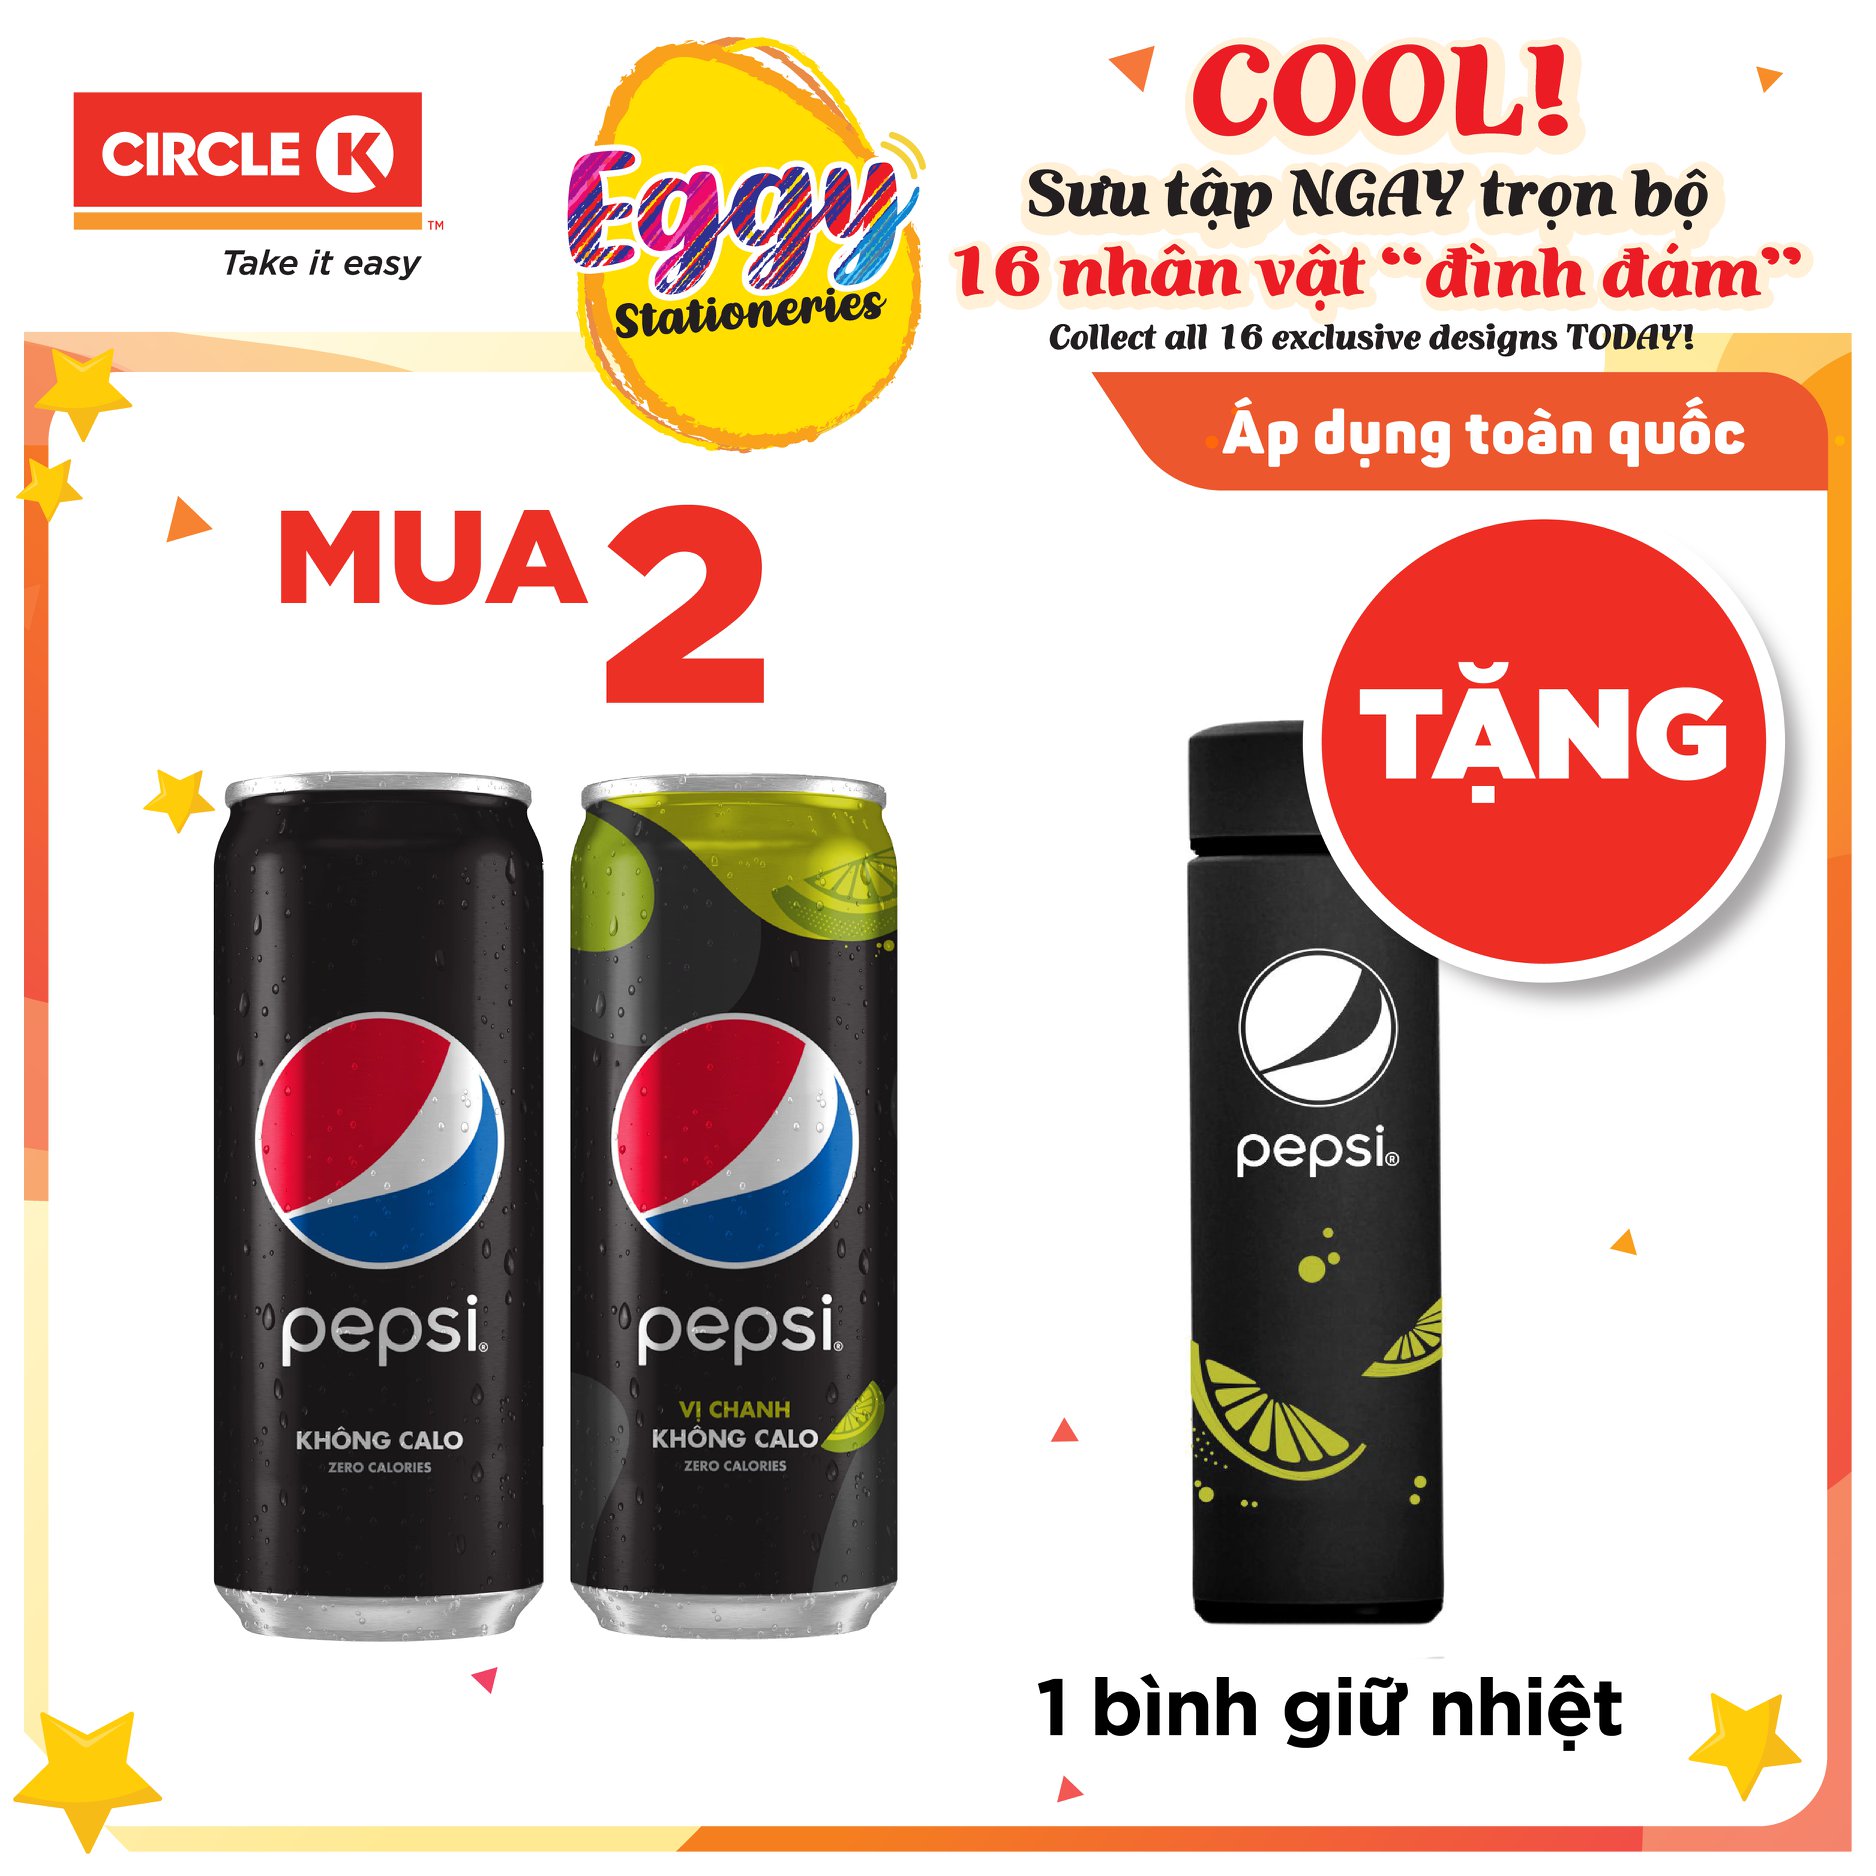 CIRCLE K
TM
Take it easy
Eggy
Stationeries
COOL!
Sưu tập NGAY trọn bộ
16 nhân vật “đình đám”
Collect all 16 exclusive designs TODAY!
Áp dụng toàn quốc
MUA 2
TẶNG
pepsi®
KHÔNG CALO
ZERO CALORIES
pepsi®
VỊ CHANH
KHÔNG CALO
ZERO CALORIES
pepsi®
1 bình giữ nhiệt